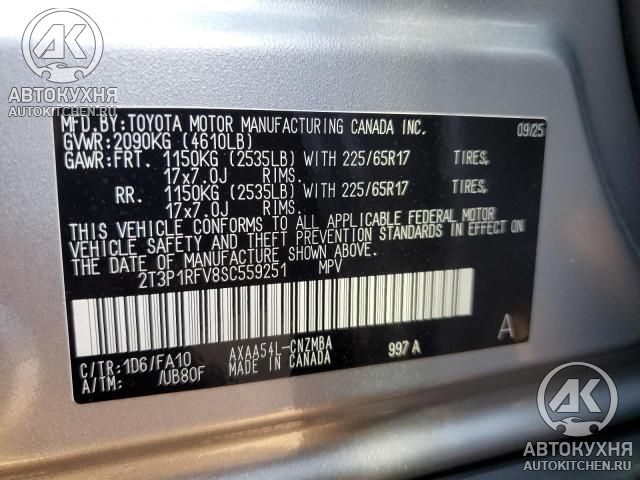 AK
АВТОКУХНЯ
AUTOKITCHEN.RU
MFD.BY:TOYOTA MOTOR MANUFACTURING CANADA INC. 09/25
GVWR:2090KG (4610LB)
GAWR:FRT. 1150KG (2535LB) WITH 225/65R17 TIRES,
17x7.0J RIMS.
RR. 1150KG (2535LB) WITH 225/65R17 TIRES,
17x7.0J RIMS.
THIS VEHICLE CONFORMS TO ALL APPLICABLE FEDERAL MOTOR
VEHICLE SAFETY AND THEFT PREVENTION STANDARDS IN EFFECT
ON THE DATE OF MANUFACTURE SHOWN ABOVE.
2T3P1RFV8SC559251 MPV
A
C/TR:1D6/FA10 AXAA54L-CNZMBA 997 A
A/TM: /UB80F MADE IN CANADA
AK
АВТОКУХНЯ
AUTOKITCHEN.RU